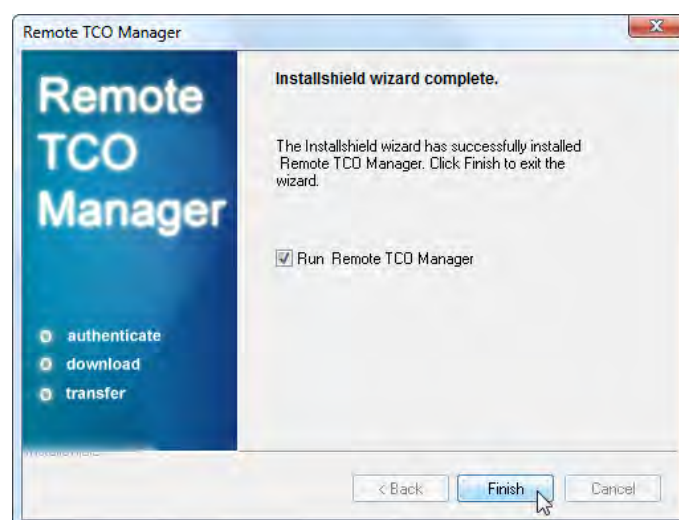 Remote TCO Manager
Remote
TCO
Manager
authenticate
download
transfer
Installshield wizard complete.
The Installshield wizard has successfully installed
Remote TCO Manager. Click Finish to exit the
wizard.
Run Remote TCO Manager
< Back
Finish
Cancel